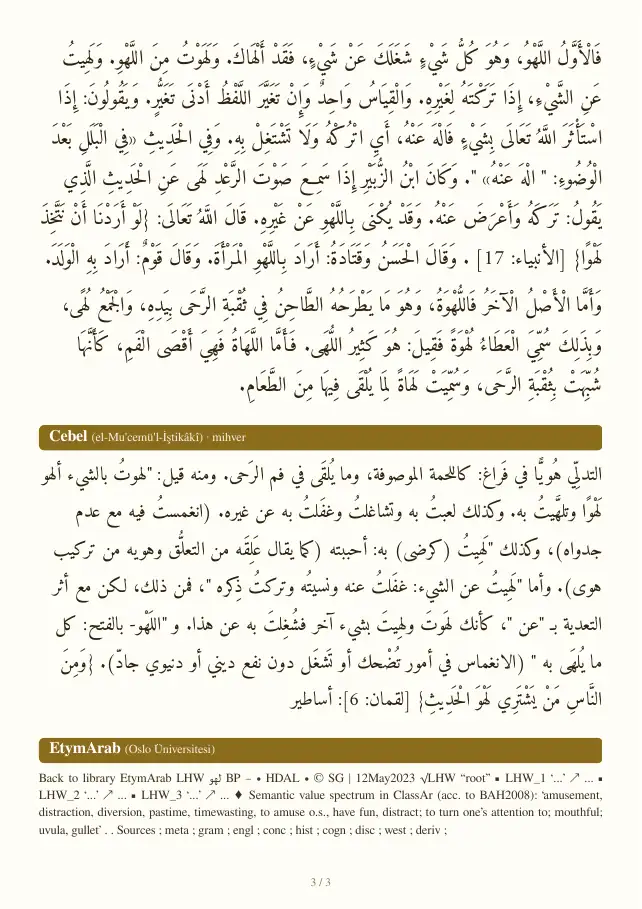 فَالْأَوَّلُ اللَّهْوُ، وَهُوَ كُلُّ شَيْءٍ شَغَلَكَ عَنْ شَيْءٍ، فَقَدْ أَلْهَاكَ. وَلَهَوْتُ مِنَ اللَّهْوِ. وَلَهِيتُ
عَنِ الشَّيْءِ، إِذَا تَرَكْتَهُ لِغَيْرِهِ. وَالْقِيَاسُ وَاحِدٌ وَإِنْ تَغَيَّرَ اللَّفْظُ أَدْنَى تَغَيُّرٍ. وَيَقُولُونَ: إِذَا
اسْتَأْثَرَ اللَّهُ تَعَالَى بِشَيْءٍ فَالْهَ عَنْهُ، أَيِ اتْرُكْهُ وَلَا تَشْتَغِلْ بِهِ. وَفِي الْحَدِيثِ «فِي الْبَلَلِ بَعْدَ
الْوُضُوءِ: " الْهَ عَنْهُ» ". وَكَانَ ابْنُ الزُّبَيْرِ إِذَا سَمِعَ صَوْتَ الرَّعْدِ لَهَى عَنِ الْحَدِيثِ الَّذِي
يَقُولُ: تَرَكَهُ وَأَعْرَضَ عَنْهُ. وَقَدْ يُكْنَى بِاللَّهْوِ عَنْ غَيْرِهِ. قَالَ اللَّهُ تَعَالَى: {لَوْ أَرَدْنَا أَنْ نَتَّخِذَ
لَهْوًا} [الأنبياء: 17] . وَقَالَ الْحَسَنُ وَقَتَادَةُ: أَرَادَ بِاللَّهْوِ الْمَرْأَةَ. وَقَالَ قَوْمٌ: أَرَادَ بِهِ الْوَلَدَ.
وَأَمَّا الْأَصْلُ الْآخَرُ فَاللُّهْوَةُ، وَهُوَ مَا يَطْرَحُهُ الطَّاحِنُ فِي ثُقْبَةِ الرَّحَى بِيَدِهِ، وَالْجَمْعُ لُهًى،
وَبِذَلِكَ سُمِّيَ الْعَطَاءُ لُهْوَةً فَقِيلَ: هُوَ كَثِيرُ اللُّهَى. فَأَمَّا اللَّهَاةُ فَهِيَ أَقْصَى الْفَمِ، كَأَنَّهَا
شُبِّهَتْ بِثُقْبَةِ الرَّحَى، وَسُمِّيَتْ لَهَاةً لِمَا يُلْقَى فِيهَا مِنَ الطَّعَامِ.
Cebel (el-Mu'cemü'l-İştikâkî) · mihver
التدلّي هُويًّا في فَراغ: كاللحمة الموصوفة، وما يُلقَى في فم الرَحى. ومنه قيل: "لهوتُ بالشيء ألهو
لَهْوًا وتلهَّيتُ به. وكذلك لعبتُ به وتشاغلتُ وغفَلتُ به عن غيره. (انغمستُ فيه مع عدم
جدواه)، وكذلك "لَهِيتُ (كرضى) به: أحببته (كما يقال عَلِقَه من التعلُّق وهويه من تركيب
هوى). وأما "لَهِيتُ عن الشيء: غفَلتُ عنه ونسيتُه وتركتُ ذِكره "، فمن ذلك، لكن مع أثر
التعدية بـ "عن "، كأنك لهَوتَ ولهِيتَ بشيء آخر فشُغِلتَ به عن هذا. و "اللَهْو- بالفتح: كل
ما يُلهَى به " (الانغماس في أمور تُضْحك أو تَشْغَل دون نفع ديني أو دنيوي جادّ). {وَمِنَ
النَّاسِ مَنْ يَشْتَرِي لَهْوَ الْحَدِيثِ} [لقمان: 6]: أساطير
EtymArab (Oslo Üniversitesi)
Back to library EtymArab LHW لهو BP – • HDAL • © SG | 12May2023 √LHW “root” ▪ LHW_1 ‘...’ ↗ ... ▪
LHW_2 ‘...’ ↗ ... ▪ LHW_3 ‘...’ ↗ ... ♦ Semantic value spectrum in ClassAr (acc. to BAH2008): ‘amusement,
distraction, diversion, pastime, timewasting, to amuse o.s., have fun, distract; to turn one’s attention to; mouthful;
uvula, gullet’ . . Sources ; meta ; gram ; engl ; conc ; hist ; cogn ; disc ; west ; deriv ;
3 / 3